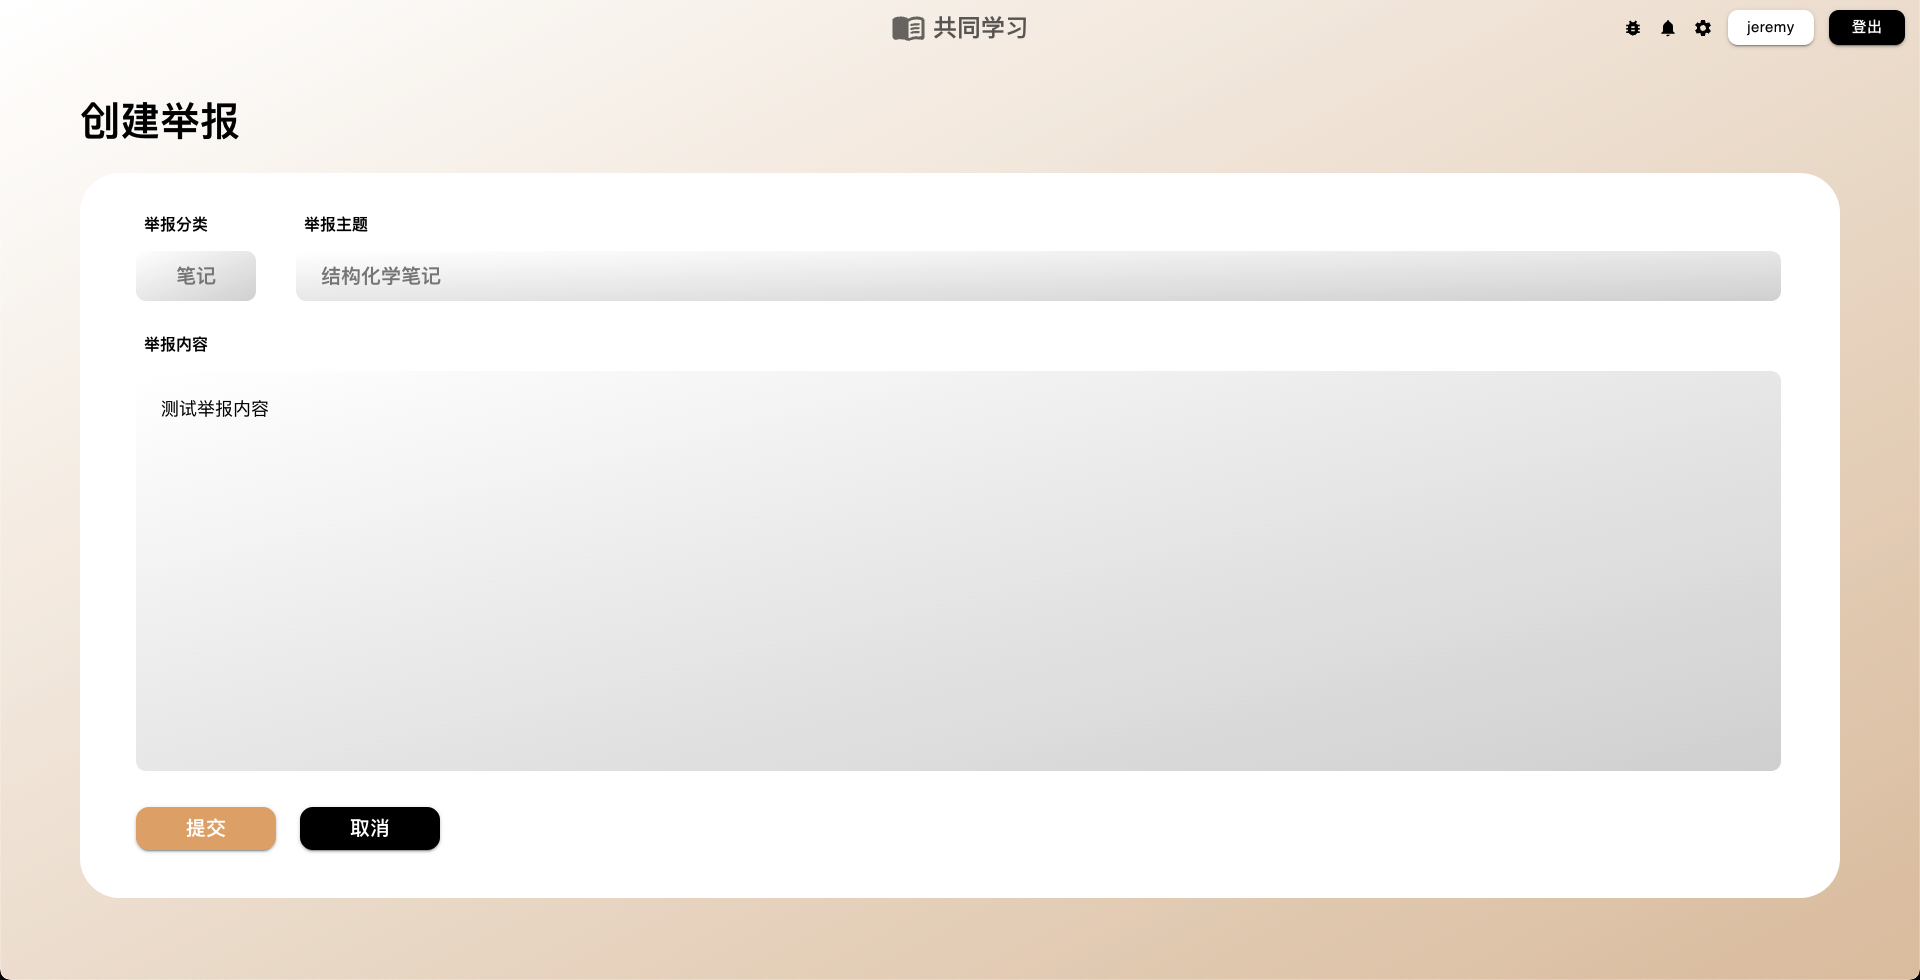 共同学习
jeremy
登出
创建举报
举报分类
举报主题
笔记
结构化学笔记
举报内容
测试举报内容
提交
取消